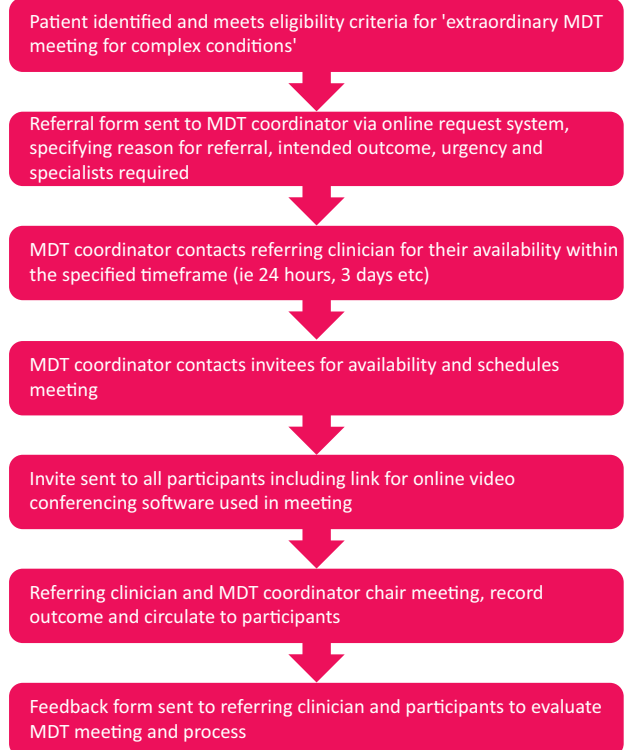 Patient identified and meets eligibility criteria for 'extraordinary MDT
meeting for complex conditions'
Referral form sent to MDT coordinator via online request system,
specifying reason for referral, intended outcome, urgency and
specialists required
MDT coordinator contacts referring clinician for their availability within
the specified timeframe (ie 24 hours, 3 days etc)
MDT coordinator contacts invitees for availability and schedules
meeting
Invite sent to all participants including link for online video
conferencing software used in meeting
Referring clinician and MDT coordinator chair meeting, record
outcome and circulate to participants
Feedback form sent to referring clinician and participants to evaluate
MDT meeting and process